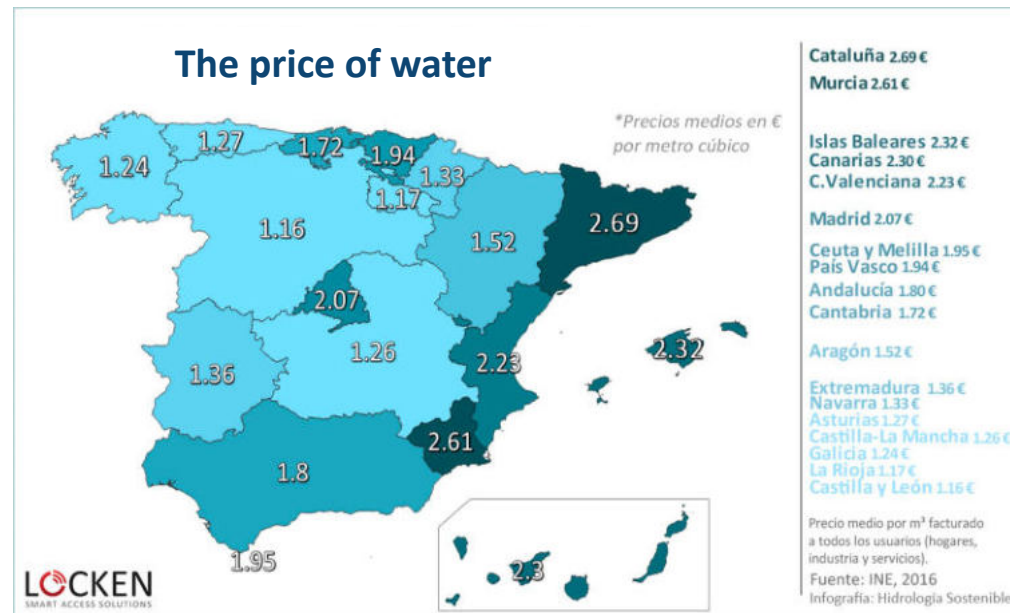 The price of water
*Precios medios en €
por metro cúbico
1.24
1.27
1.72
1.94
1.33
1.17
1.16
1.52
2.69
2.07
1.26
1.36
2.23
2.32
2.61
1.8
1.95
2.3
LOCKEN
SMART ACCESS SOLUTIONS
Cataluña 2.69 €
Murcia 2.61 €
Islas Baleares 2.32 €
Canarias 2.30 €
C.Valenciana 2.23 €
Madrid 2.07 €
Ceuta y Melilla 1.95 €
País Vasco 1.94 €
Andalucía 1.80 €
Cantabria 1.72 €
Aragón 1.52 €
Extremadura 1.36 €
Navarra 1.33 €
Asturias 1.27 €
Castilla-La Mancha 1.26 €
Galicia 1.24 €
La Rioja 1.17 €
Castilla y León 1.16 €
Precio medio por m³ facturado
a todos los usuarios (hogares,
industria y servicios).
Fuente: INE, 2016
Infografía: Hidrología Sostenible